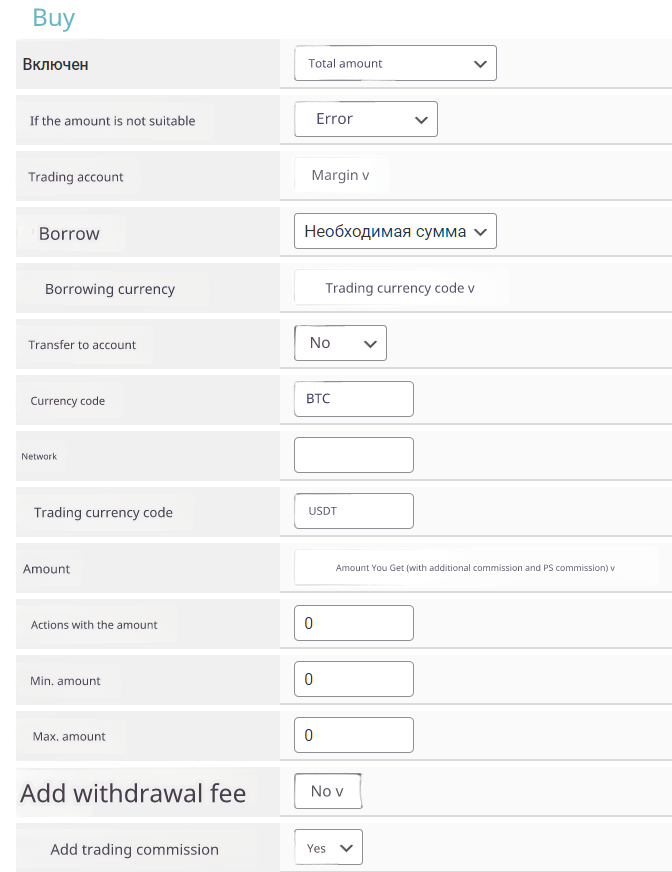 Buy
Включен
Total amount
If the amount is not suitable
Error
Trading account
Margin v
Borrow
Необходимая сумма
Borrowing currency
Trading currency code v
Transfer to account
No
Currency code
BTC
Network
Trading currency code
USDT
Amount
Amount You Get (with additional commission and PS commission) v
Actions with the amount
0
Min. amount
0
Max. amount
0
Add withdrawal fee
No v
Add trading commission
Yes